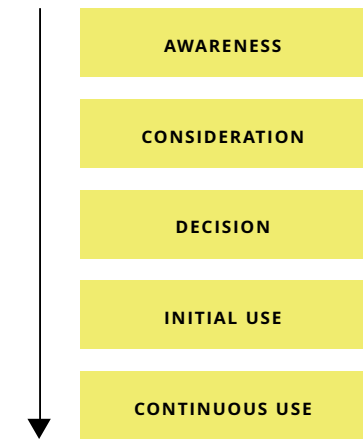 AWARENESS
CONSIDERATION
DECISION
INITIAL USE
CONTINUOUS USE